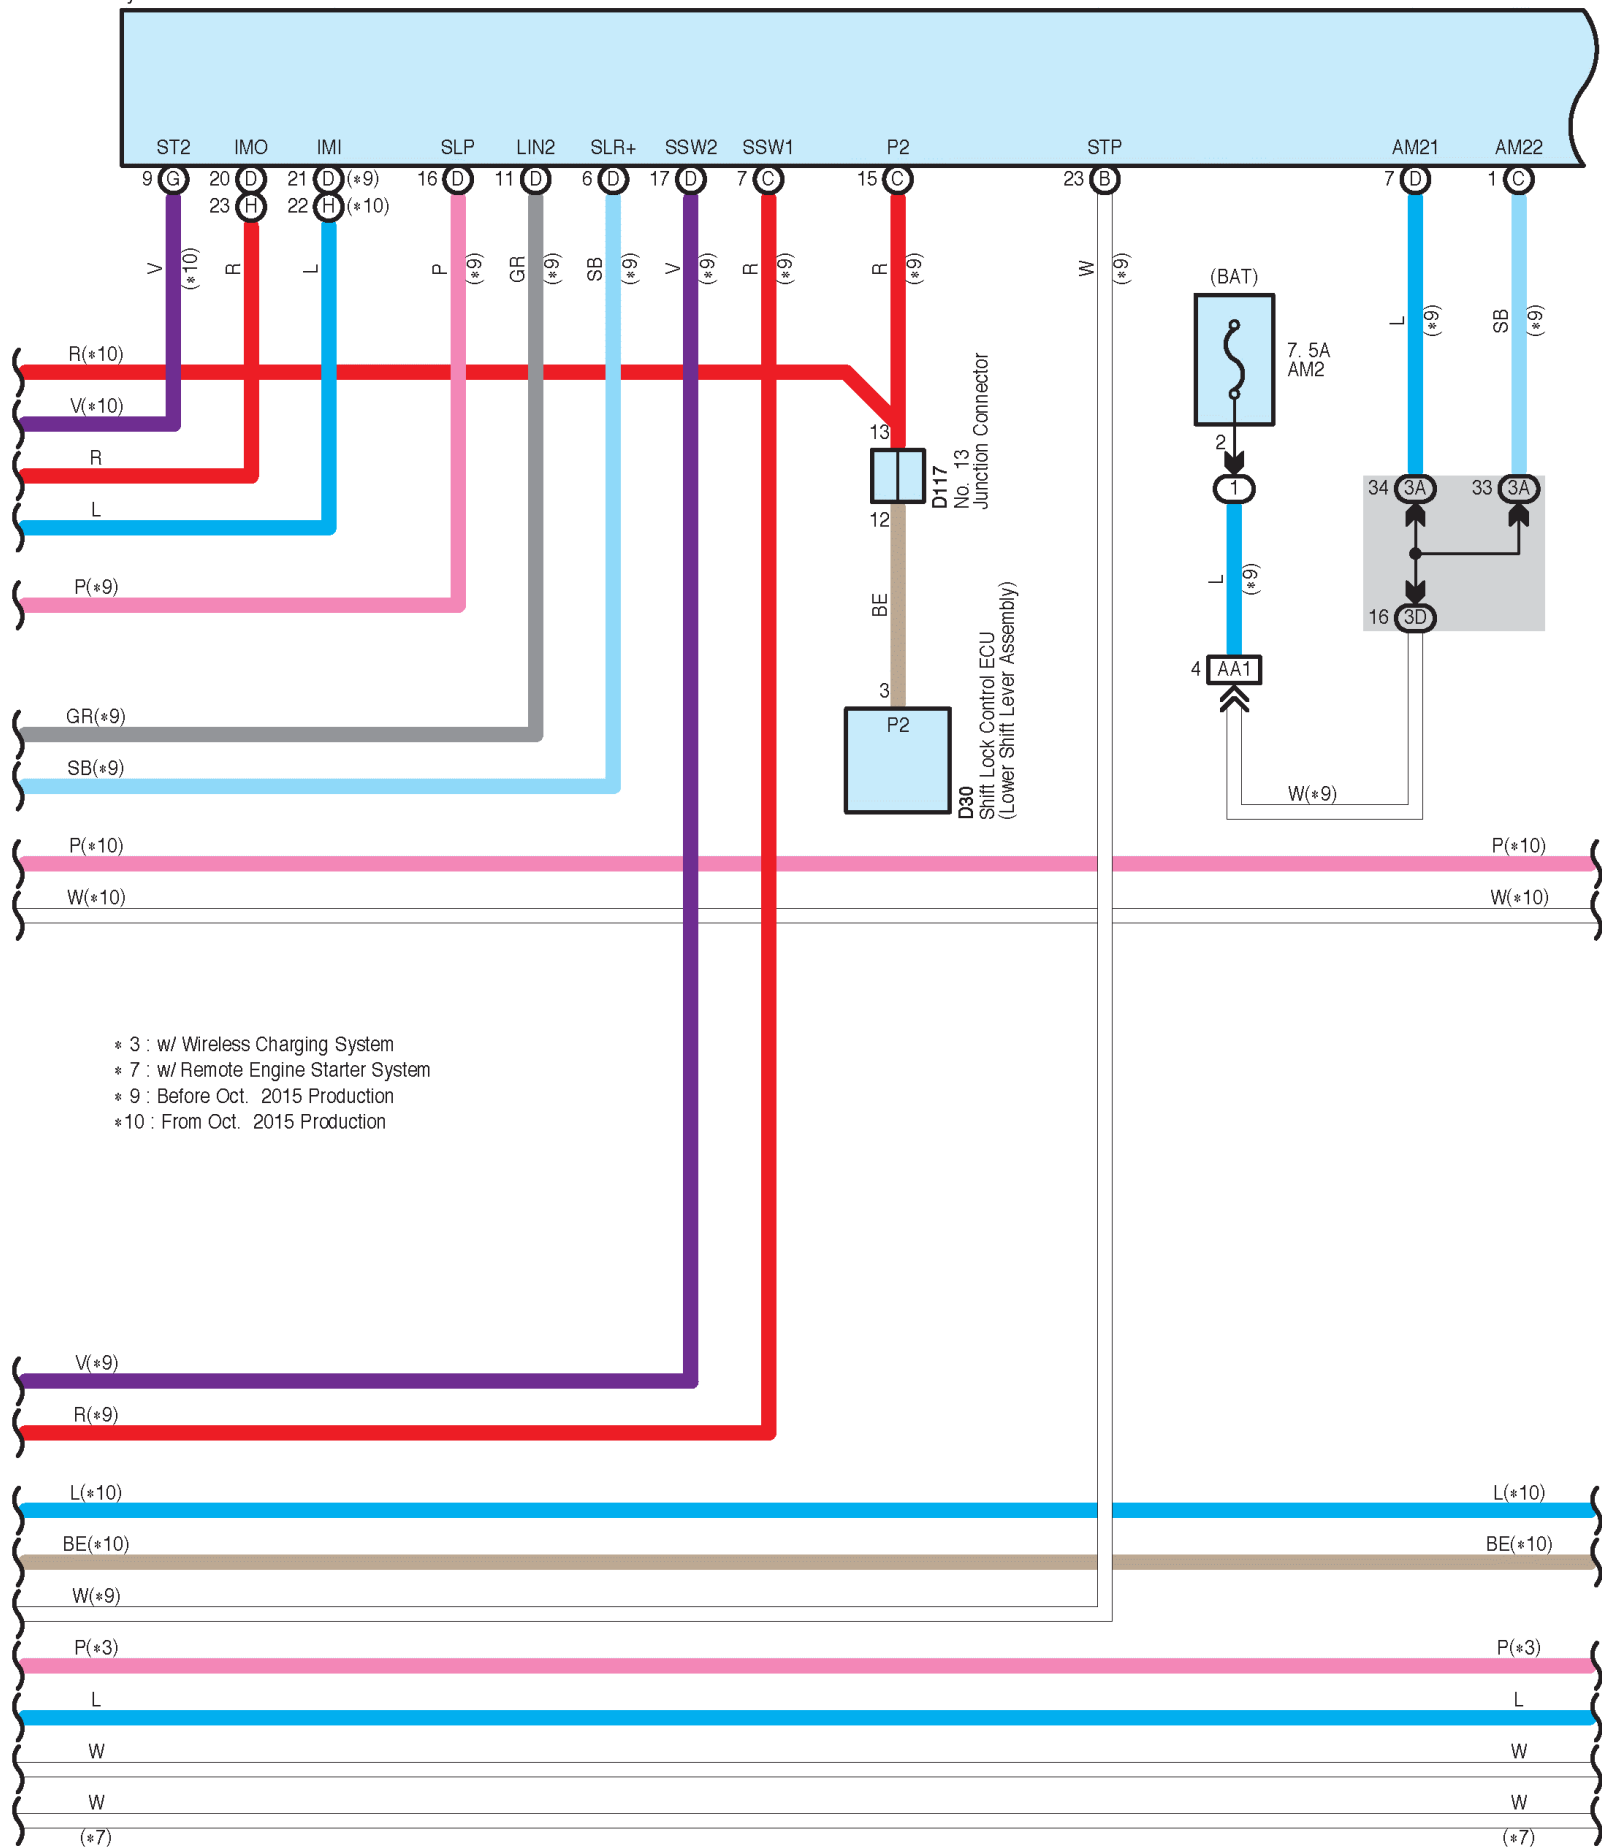 ST2 IMO IMI SLP LIN2 SLR+ SSW2 SSW1 P2 STP AM21 AM22
9 G 20 D 21 D (*9) 16 D 11 D 6 D 17 D 7 C 15 C 23 B 7 D 1 C
23 H 22 H (*10)
V (*10) R L P (*9) GR (*9) SB (*9) V (*9) R (*9) R (*9) W (*9)
(BAT)
L (*9) SB (*9)
7. 5A
AM2
R(*10)
V(*10)
R
L
13
D117
No. 13
Junction Connector
12
2
1
34 3A 33 3A
16 3D
L (*9)
BE
P(*9)
4 AA1
3
P2
D30
Shift Lock Control ECU
(Lower Shift Lever Assembly)
GR(*9)
SB(*9)
W(*9)
P(*10) P(*10)
W(*10) W(*10)
* 3 : w/ Wireless Charging System
* 7 : w/ Remote Engine Starter System
* 9 : Before Oct. 2015 Production
*10 : From Oct. 2015 Production
V(*9)
R(*9)
L(*10) L(*10)
BE(*10) BE(*10)
W(*9)
P(*3) P(*3)
L L
W W
W W
(*7) (*7)